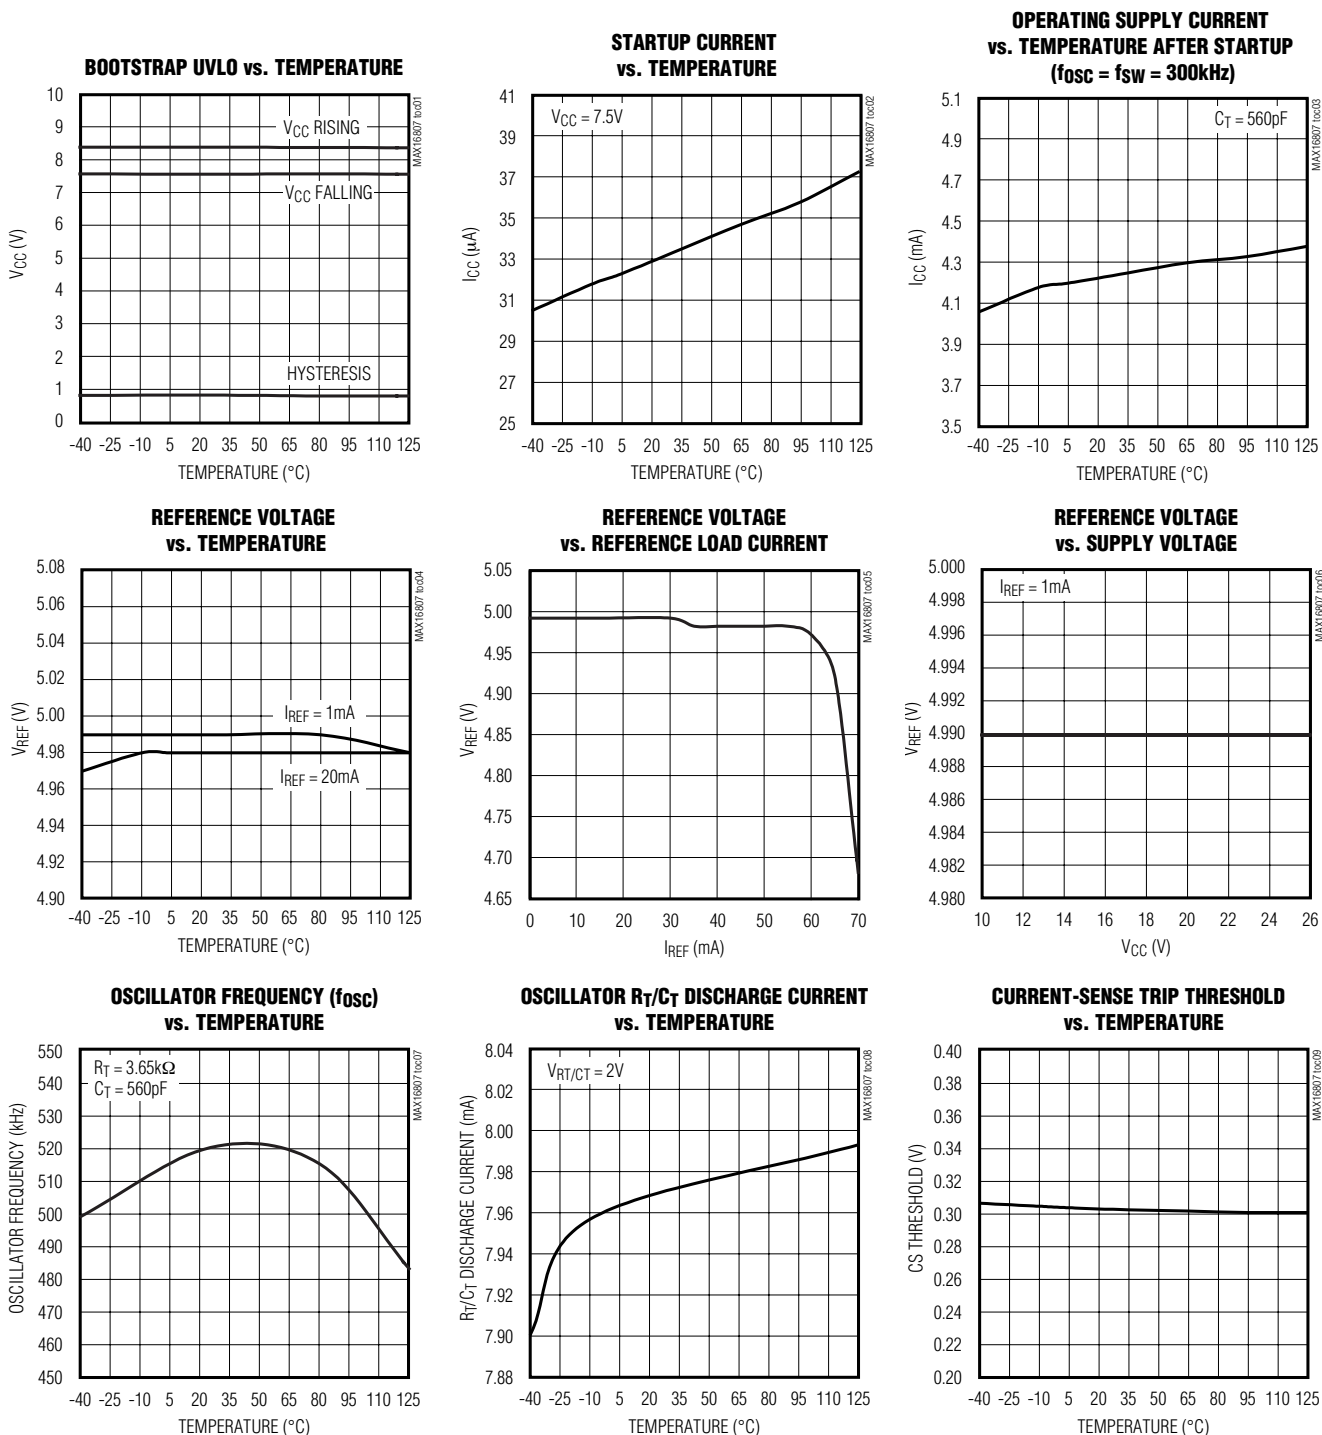 BOOTSTRAP UVLO vs. TEMPERATURE
10
9
8
7
6
5
4
3
2
1
0
VCC (V)
VCC RISING
VCC FALLING
HYSTERESIS
-40 -25 -10 5 20 35 50 65 80 95 110 125
TEMPERATURE (°C)
MAX16807 toc01
STARTUP CURRENT
vs. TEMPERATURE
41
39
37
35
33
31
29
27
25
ICC (μA)
VCC = 7.5V
-40 -25 -10 5 20 35 50 65 80 95 110 125
TEMPERATURE (°C)
MAX16807 toc02
OPERATING SUPPLY CURRENT
vs. TEMPERATURE AFTER STARTUP
(fOSC = fSW = 300kHz)
5.1
4.9
4.7
4.5
4.3
4.1
3.9
3.7
3.5
ICC (mA)
CT = 560pF
-40 -25 -10 5 20 35 50 65 80 95 110 125
TEMPERATURE (°C)
MAX16807 toc03
REFERENCE VOLTAGE
vs. TEMPERATURE
5.08
5.06
5.04
5.02
5.00
4.98
4.96
4.94
4.92
4.90
VREF (V)
IREF = 1mA
IREF = 20mA
-40 -25 -10 5 20 35 50 65 80 95 110 125
TEMPERATURE (°C)
MAX16807 toc04
REFERENCE VOLTAGE
vs. REFERENCE LOAD CURRENT
5.05
5.00
4.95
4.90
4.85
4.80
4.75
4.70
4.65
VREF (V)
0 10 20 30 40 50 60 70
IREF (mA)
MAX16807 toc05
REFERENCE VOLTAGE
vs. SUPPLY VOLTAGE
5.000
4.998
4.996
4.994
4.992
4.990
4.988
4.986
4.984
4.982
4.980
VREF (V)
IREF = 1mA
10 12 14 16 18 20 22 24 26
VCC (V)
MAX16807 toc06
OSCILLATOR FREQUENCY (fOSC)
vs. TEMPERATURE
550
540
530
520
510
500
490
480
470
460
450
OSCILLATOR FREQUENCY (kHz)
RT = 3.65kΩ
CT = 560pF
-40 -25 -10 5 20 35 50 65 80 95 110 125
TEMPERATURE (°C)
MAX16807 toc07
OSCILLATOR RT/CT DISCHARGE CURRENT
vs. TEMPERATURE
8.04
8.02
8.00
7.98
7.96
7.94
7.92
7.90
7.88
RT/CT DISCHARGE CURRENT (mA)
VRT/CT = 2V
-40 -25 -10 5 20 35 50 65 80 95 110 125
TEMPERATURE (°C)
MAX16807 toc08
CURRENT-SENSE TRIP THRESHOLD
vs. TEMPERATURE
0.40
0.38
0.36
0.34
0.32
0.30
0.28
0.26
0.24
0.22
0.20
CS THRESHOLD (V)
-40 -25 -10 5 20 35 50 65 80 95 110 125
TEMPERATURE (°C)
MAX16807 toc09